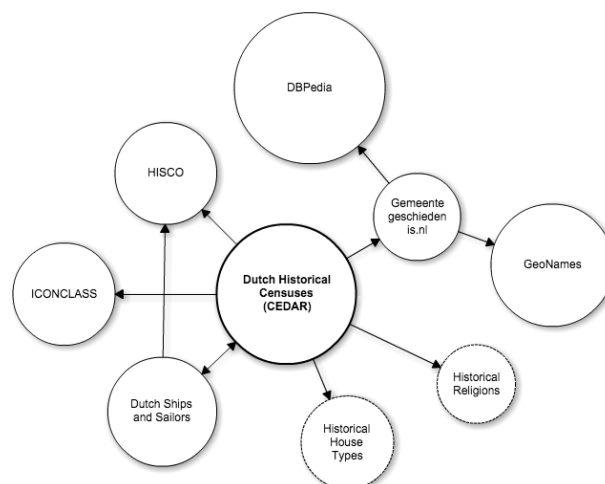 DBPedia
HISCO
Gemeente
geschieden
is.nl
GeoNames
Dutch Historical
Censuses
(CEDAR)
ICONCLASS
Historical
Religions
Dutch Ships
and Sailors
Historical
House
Types